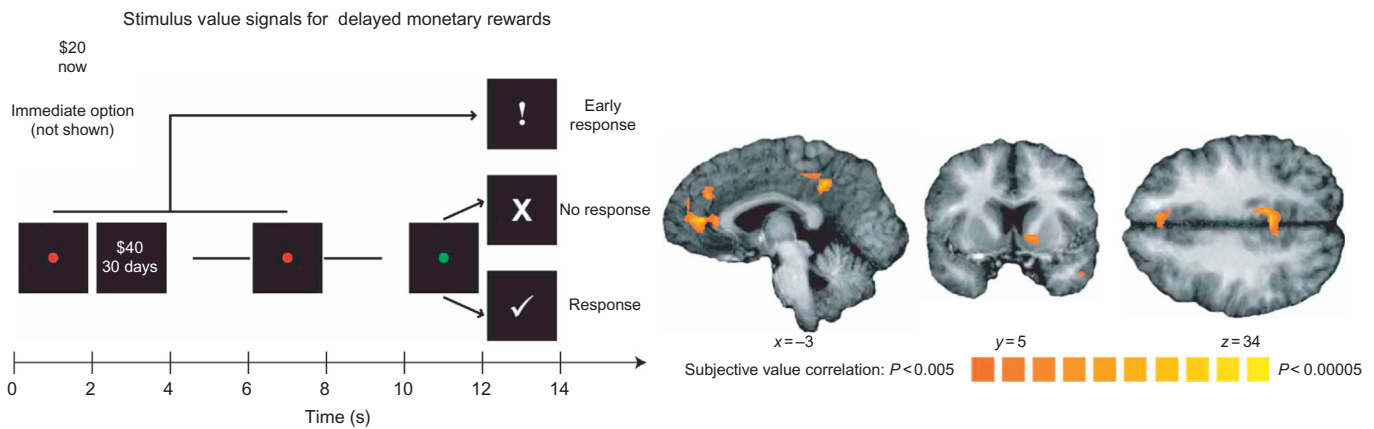 Stimulus value signals for delayed monetary rewards
$20
now
Immediate option
(not shown)
!
Early
response
X
No response
$40
30 days
✓
Response
0 2 4 6 8 10 12 14
Time (s)
x=–3
y=5
z=34
Subjective value correlation: P<0.005
P<0.00005